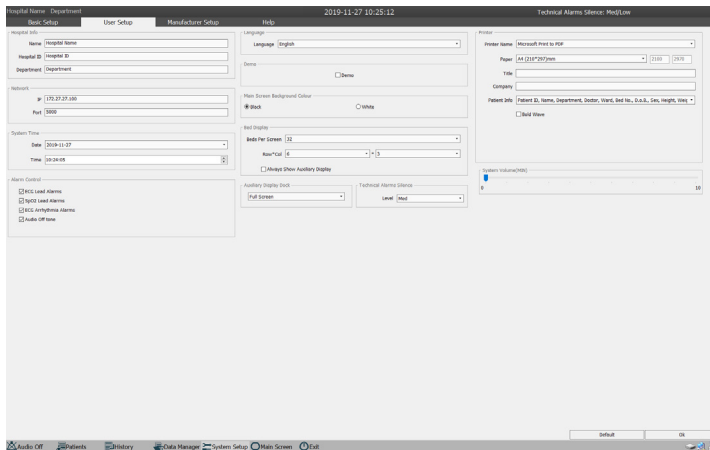 Hospital Name Department
2019-11-27 10:25:12
Technical Alarms Silence: Med/Low
Basic Setup User Setup Manufacturer Setup Help
Hospital Info
Name Hospital Name
Hospital ID Hospital ID
Department Department
Network
IP 172.27.27.100
Port 5000
System Time
Date 2019-11-27
Time 10:24:05
Alarm Control
ECG Lead Alarms
SpO2 Lead Alarms
ECG Arrhythmia Alarms
Audio Off tone
Language
Language English
Demo
Demo
Main Screen Background Colour
Black White
Bed Display
Beds Per Screen 32
Row*Col 6 * 3
Always Show Auxiliary Display
Auxiliary Display Dock
Full Screen
Technical Alarms Silence
Level Med
Printer
Printer Name Microsoft Print to PDF
Paper A4 (210*297)mm 2100 2970
Title
Company
Patient Info Patient ID, Name, Department, Doctor, Ward, Bed No., D.o.B., Sex, Height,
Bold Wave
System Volume(MIN)
0 10
Default Ok
Audio Off Patients History Data Manager System Setup Main Screen Exit